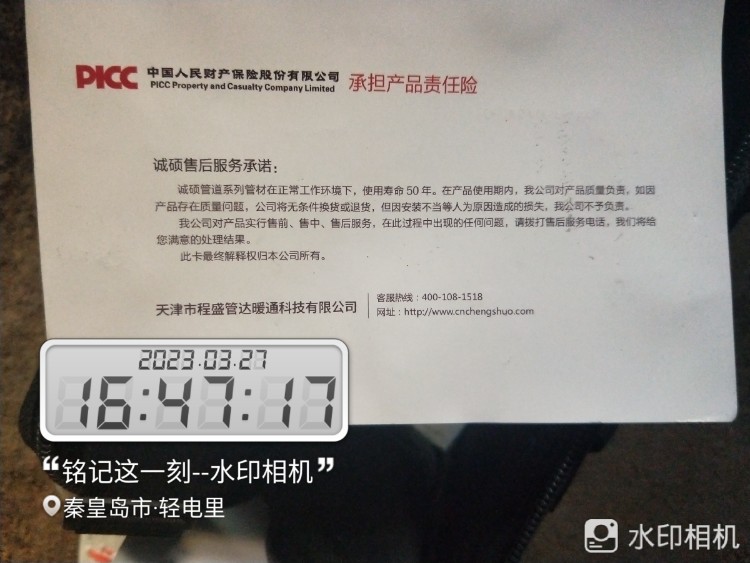 PICC 中国人民财产保险股份有限公司 承担产品责任险
PICC Property and Casualty Company Limited
诚硕售后服务承诺：
诚硕管道系列管材在正常工作环境下，使用寿命50年。在产品使用期内，我公司对产品质量负责，如因
产品存在质量问题，公司将无条件换货或退货，但因安装不当等人为原因造成的损失，我公司不予负责。
我公司对产品实行售前、售中、售后服务，在此过程中出现的任何问题，请拨打售后服务电话，我们将给
您满意的处理结果。
此卡最终解释权归本公司所有。
天津市程盛管达暖通科技有限公司
客服热线：400-108-1518
网址：http://www.cnchengshuo.com
2023.03.27
16:47:17
“铭记这一刻--水印相机”
秦皇岛市·轻电里
水印相机